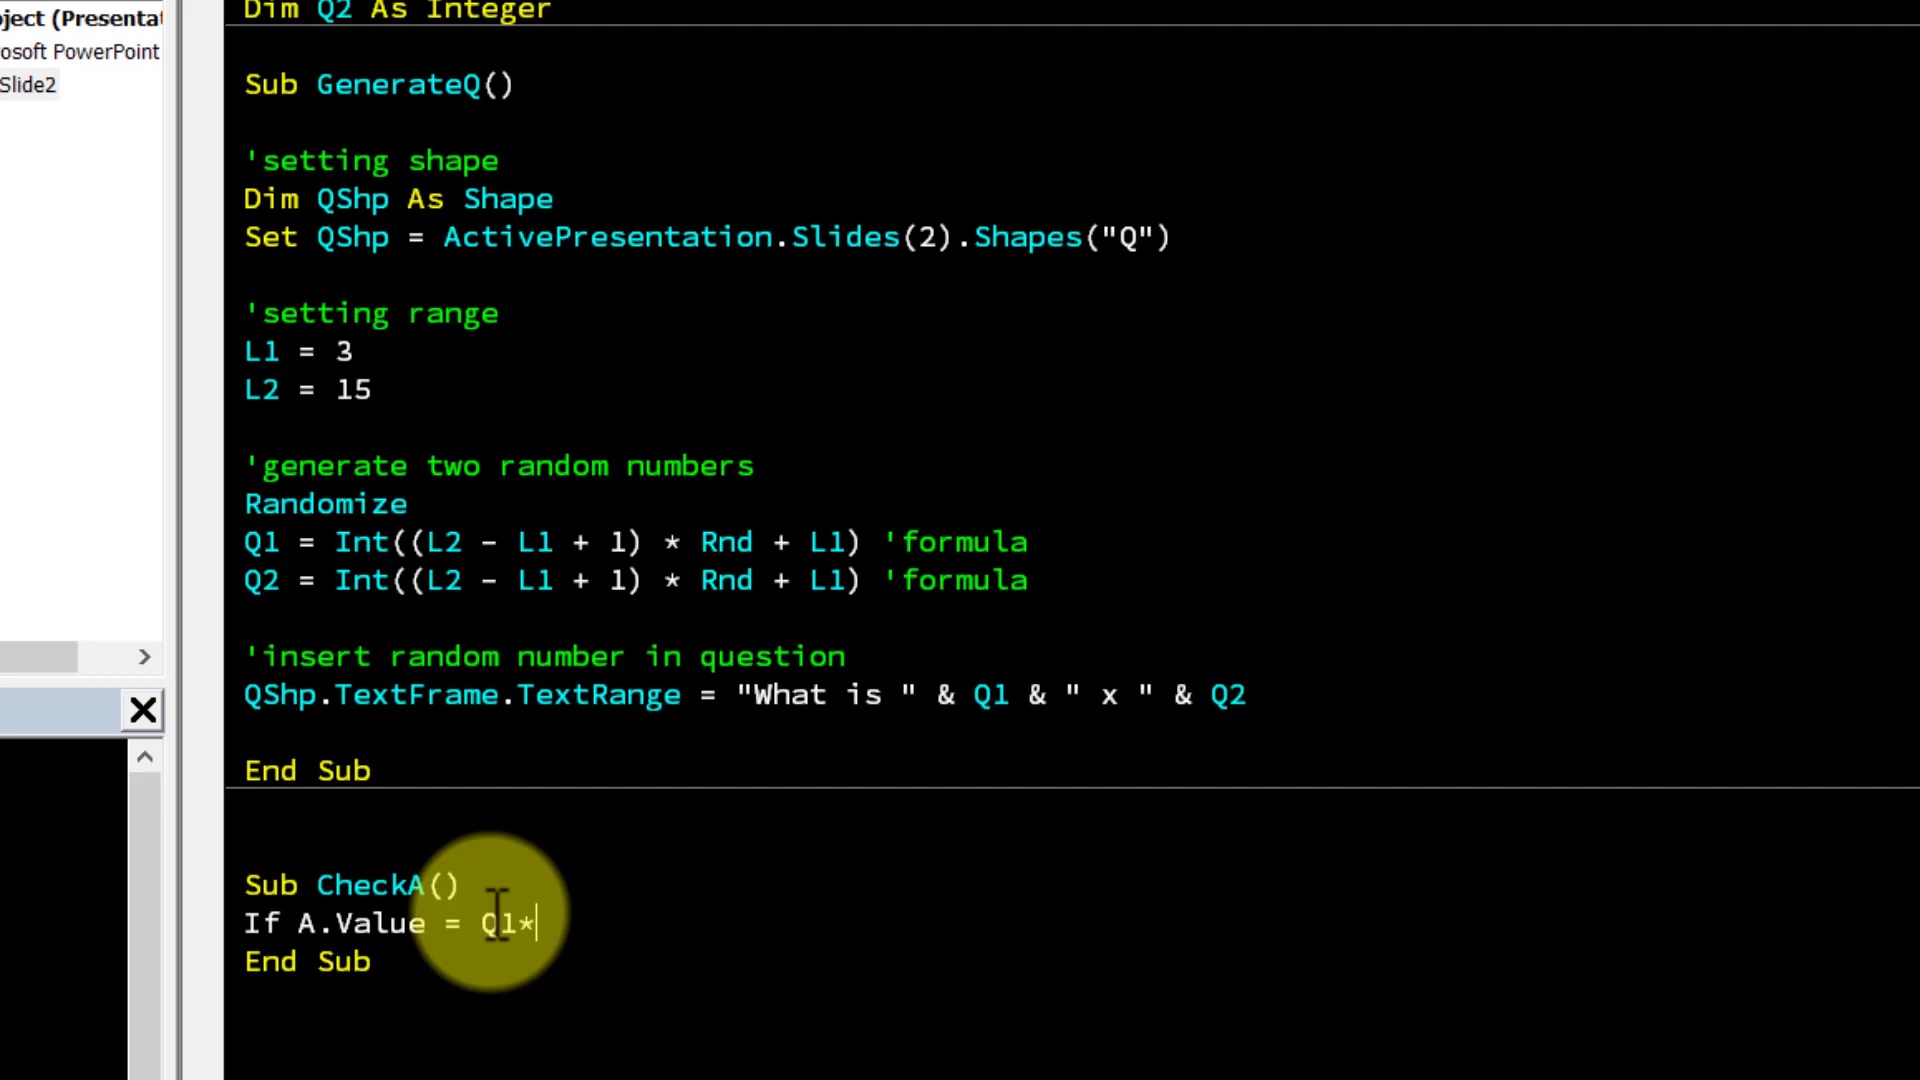 Dim Q2 As Integer
ject (Presentat
osoft PowerPoint
Slide2
Sub GenerateQ()
'setting shape
Dim QShp As Shape
Set QShp = ActivePresentation.Slides(2).Shapes("Q")
'setting range
L1 = 3
L2 = 15
'generate two random numbers
Randomize
Q1 = Int((L2 - L1 + 1) * Rnd + L1) 'formula
Q2 = Int((L2 - L1 + 1) * Rnd + L1) 'formula
'insert random number in question
QShp.TextFrame.TextRange = "What is " & Q1 & " x " & Q2
End Sub
Sub CheckA()
If A.Value = Q1*
End Sub